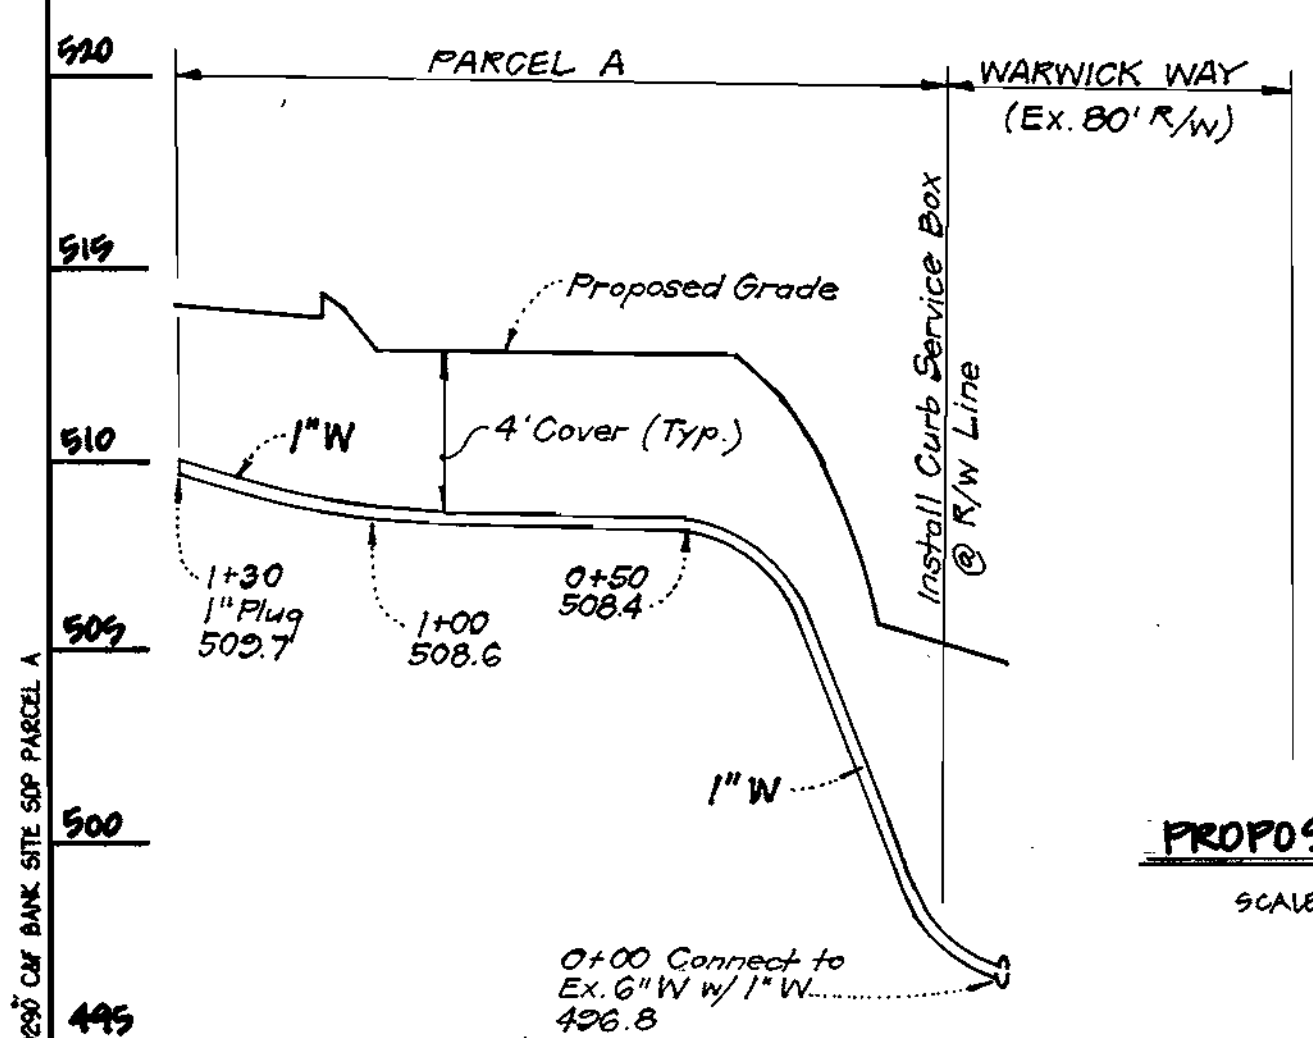 520
PARCEL A
WARWICK WAY
(Ex. 80' R/W)
515
Proposed Grade
Install Curb Service Box
@ R/W Line
510
1"W
4' Cover (Typ.)
1+30
1" Plug
509.7
1+00
508.6
0+50
508.4
505
1"W
500
PROPOS
SCALE
0+00 Connect to
Ex. 6"W w/ 1"W
496.8
495
C&F BANK SITE SDP PARCEL A